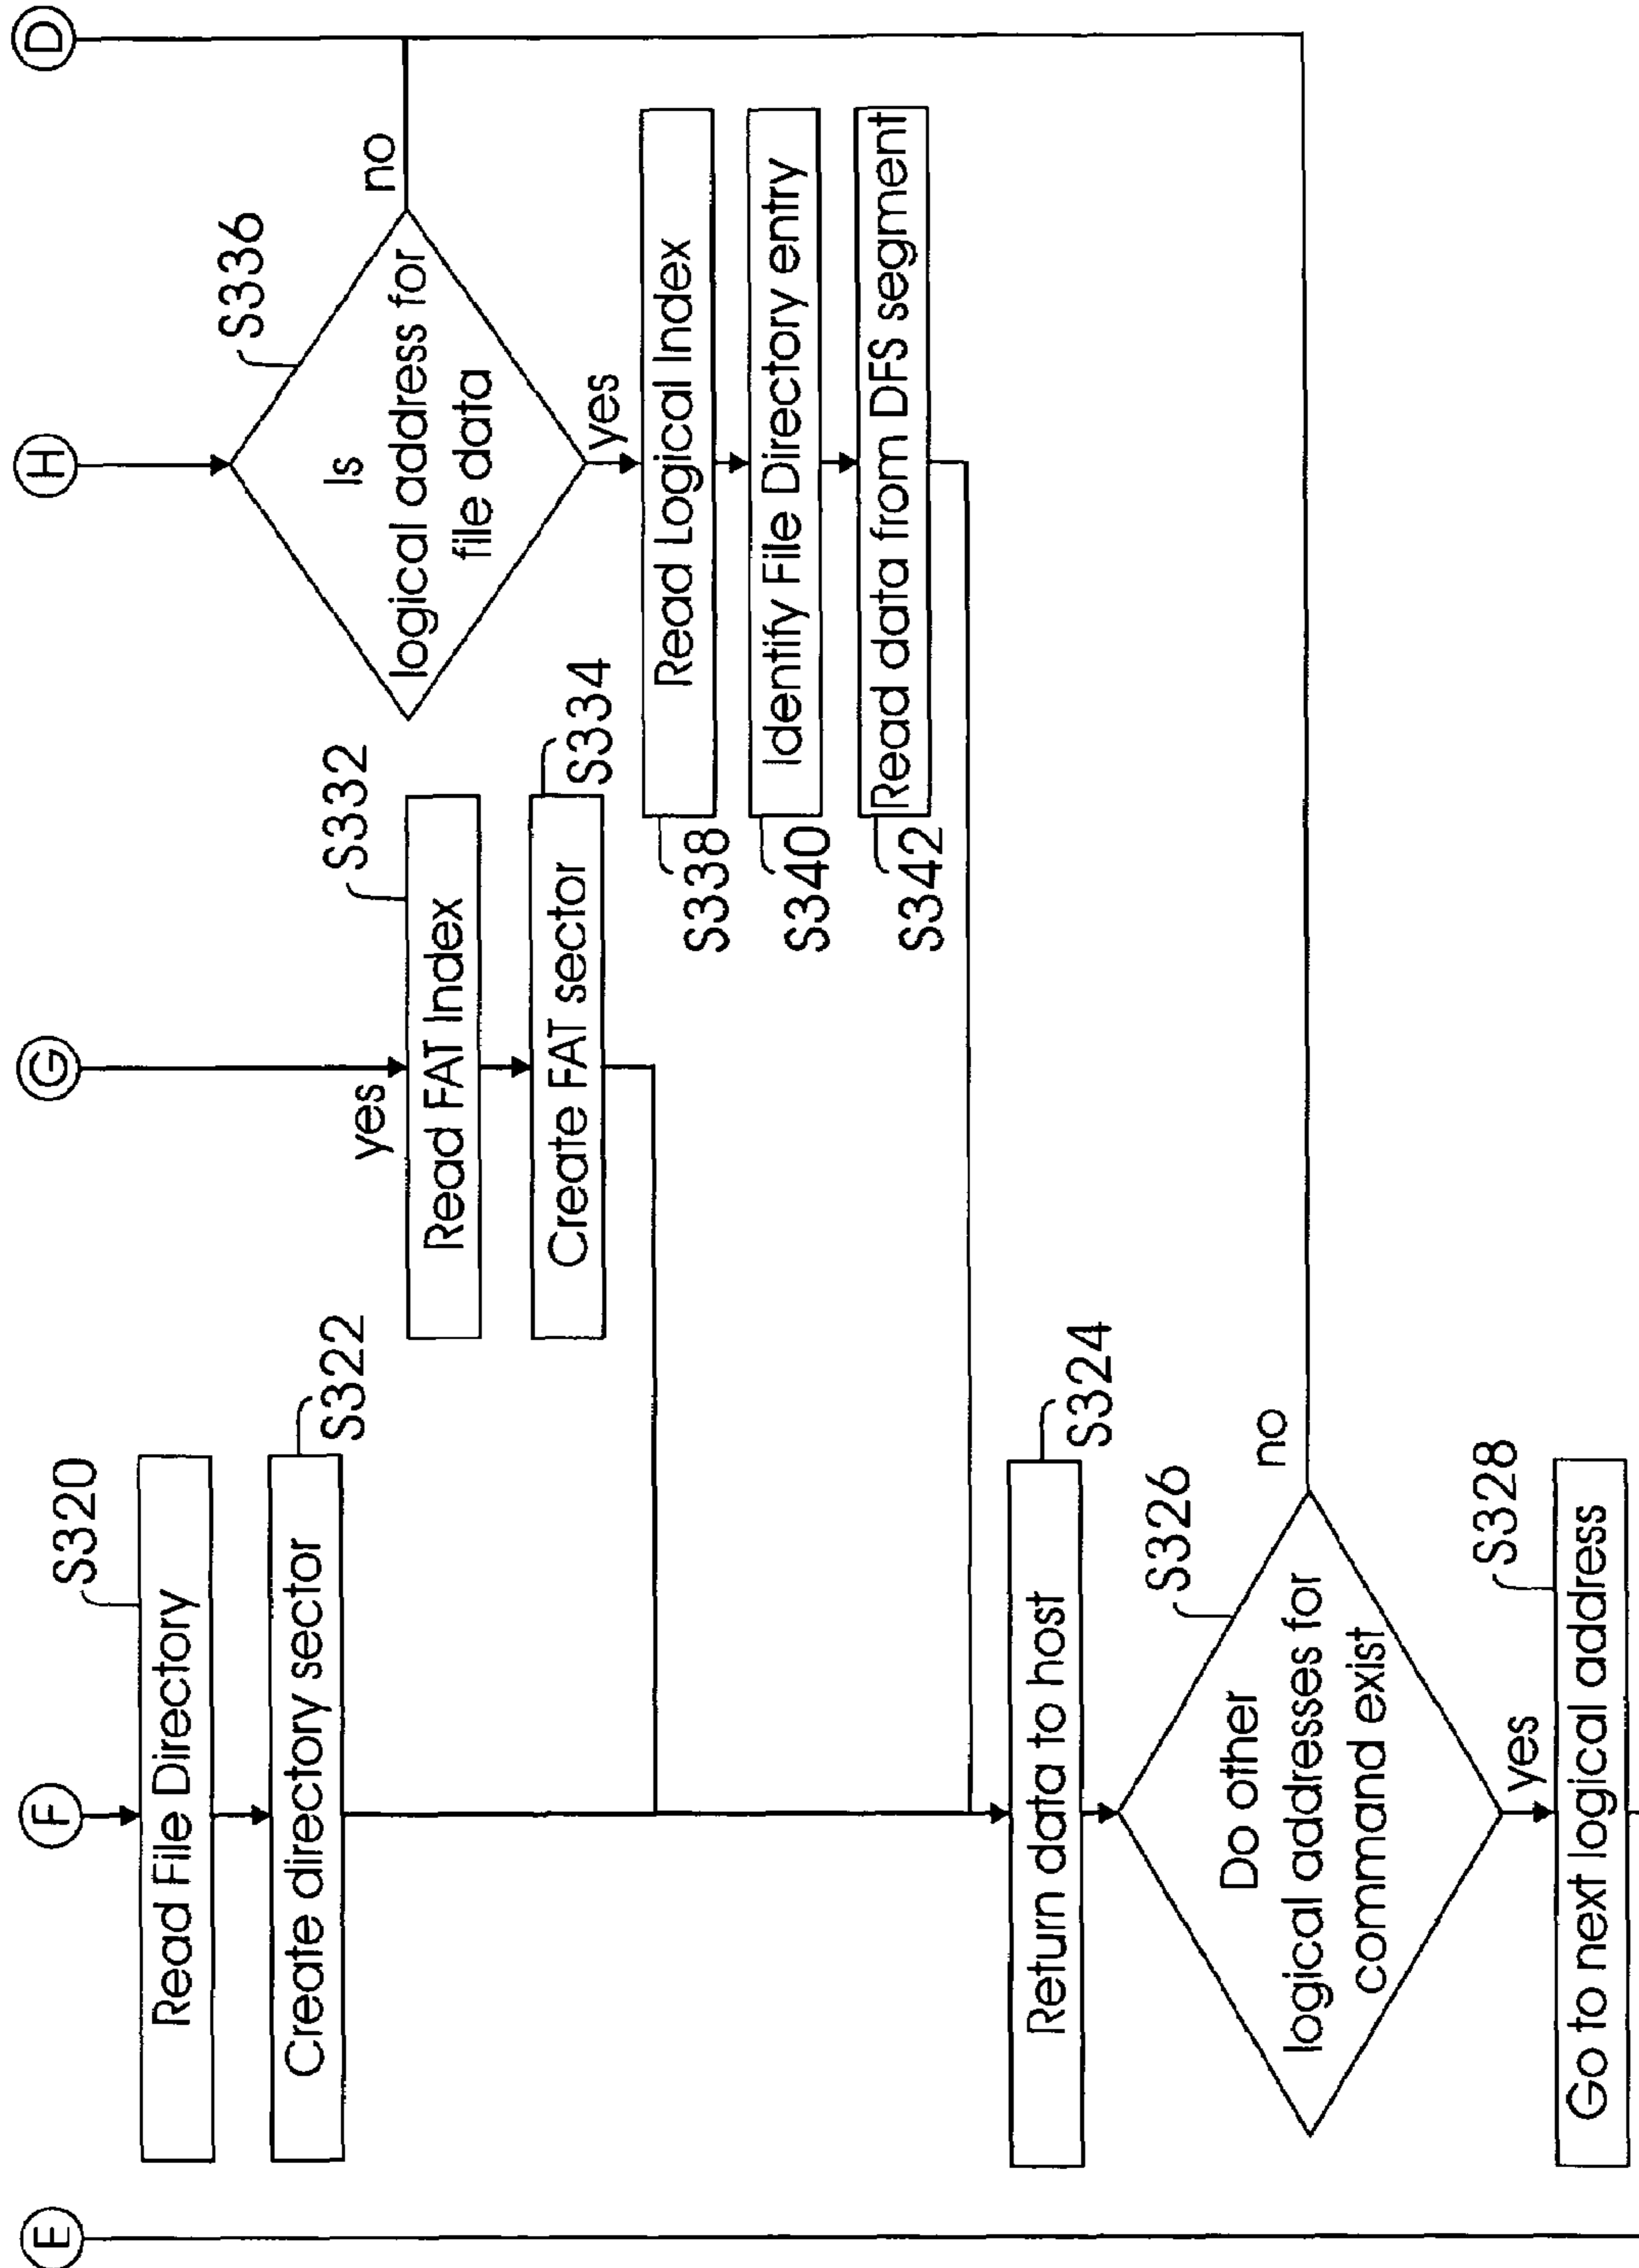 E
F
G
H
D
S320
Read File Directory
S322
Create directory sector
yes
S332
Read FAT Index
S334
Create FAT sector
S336
Is
logical address for
file data
no
yes
S338
Read Logical Index
S340
Identify File Directory entry
S342
Read data from DFS segment
S324
Return data to host
S326
Do other
logical addresses for
command exist
no
yes
S328
Go to next logical address